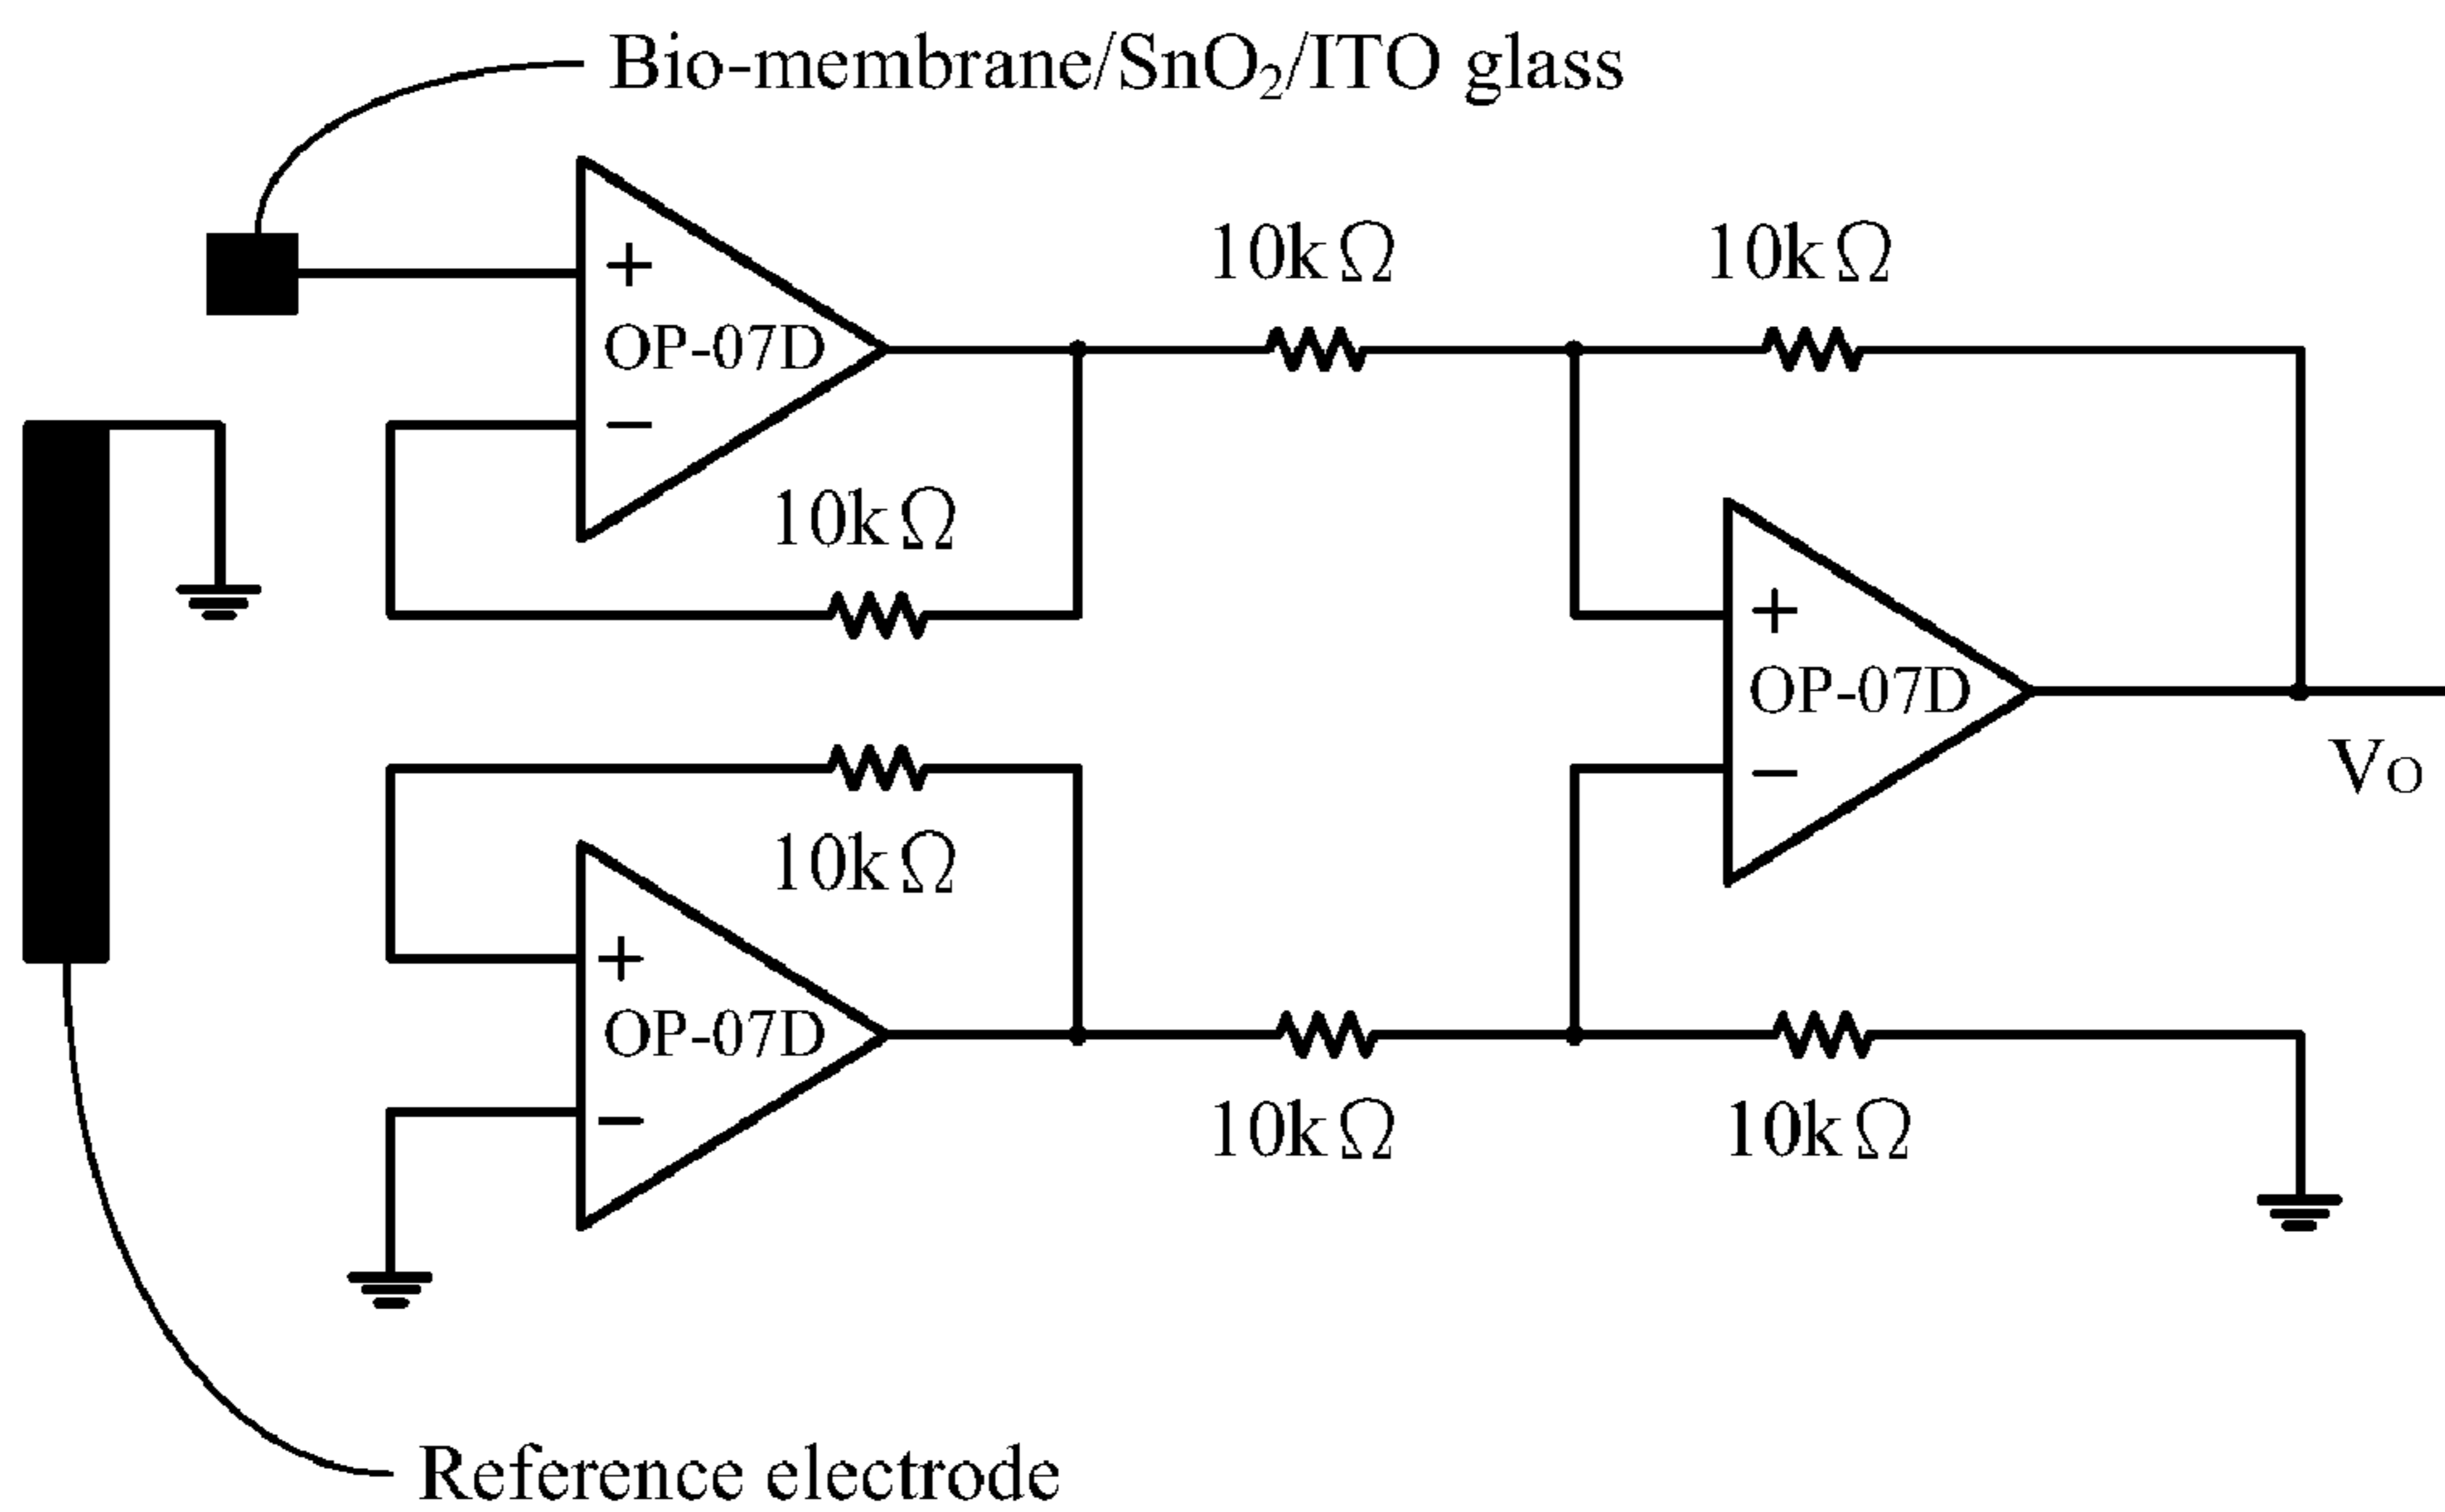 Bio-membrane/SnO₂/ITO glass
10kΩ
10kΩ
+
OP-07D
−
10kΩ
+
OP-07D
−
Vo
10kΩ
+
OP-07D
−
10kΩ
10kΩ
Reference electrode